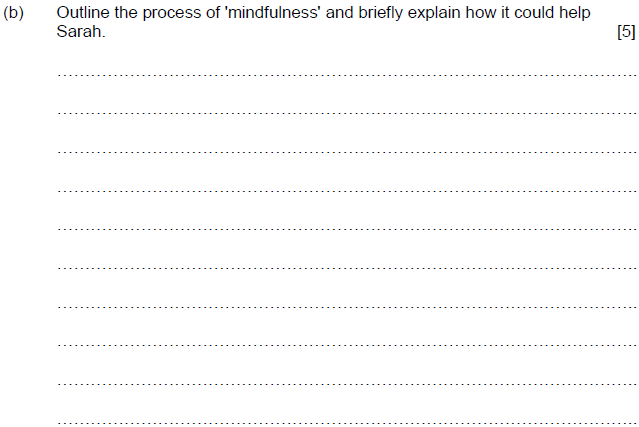 (b) Outline the process of 'mindfulness' and briefly explain how it could help
Sarah. [5]